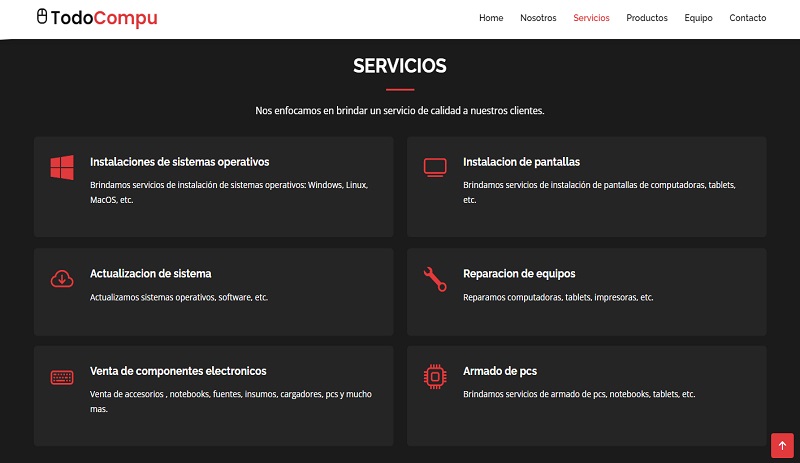 TodoCompu
Home Nosotros Servicios Productos Equipo Contacto
SERVICIOS
Nos enfocamos en brindar un servicio de calidad a nuestros clientes.
Instalaciones de sistemas operativos
Brindamos servicios de instalación de sistemas operativos: Windows, Linux,
MacOS, etc.
Instalacion de pantallas
Brindamos servicios de instalación de pantallas de computadoras, tablets,
etc.
Actualizacion de sistema
Actualizamos sistemas operativos, software, etc.
Reparacion de equipos
Reparamos computadoras, tablets, impresoras, etc.
Venta de componentes electronicos
Venta de accesorios , notebooks, fuentes, insumos, cargadores, pcs y mucho
mas.
Armado de pcs
Brindamos servicios de armado de pcs, notebooks, tablets, etc.